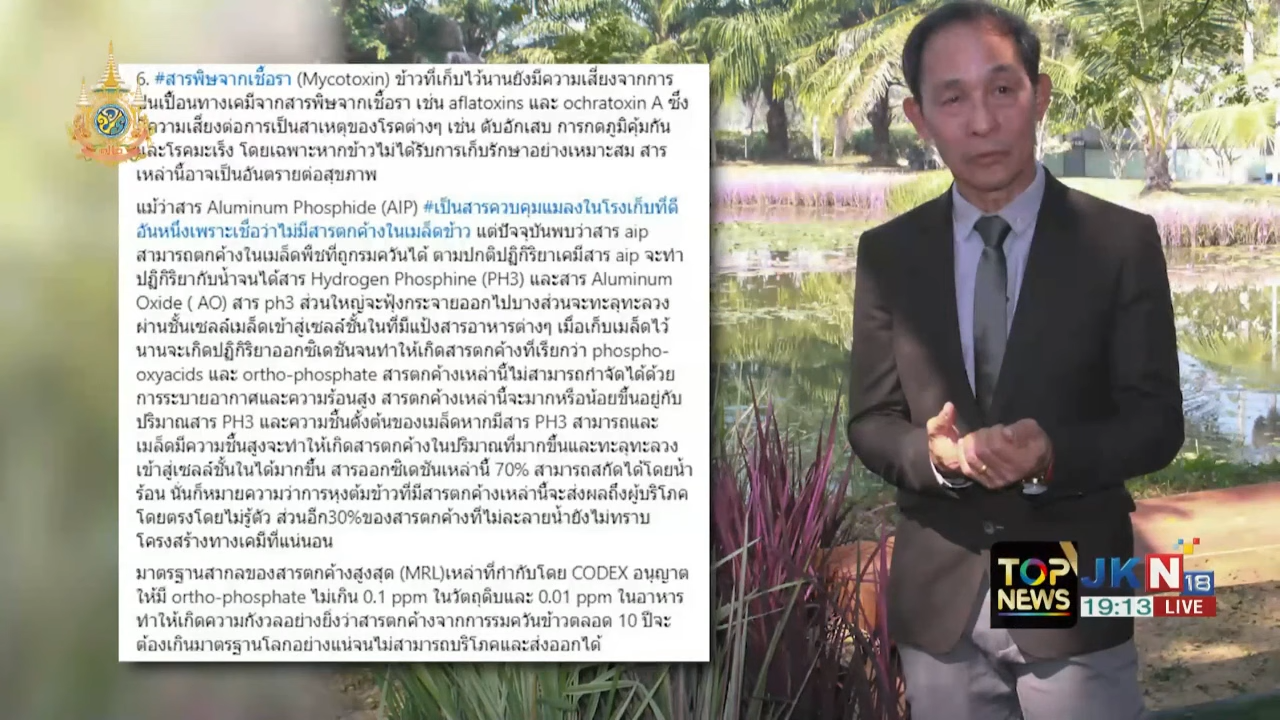 6. #สารพิษจากเชื้อรา (Mycotoxin) ข้าวที่เก็บไว้นานยังมีความเสี่ยงจากการ
ปนเปื้อนทางเคมีจากสารพิษจากเชื้อรา เช่น aflatoxins และ ochratoxin A ซึ่ง
มีความเสี่ยงต่อการเป็นสาเหตุของโรคต่างๆ เช่น ตับอักเสบ การกดภูมิคุ้มกัน
และโรคมะเร็ง โดยเฉพาะหากข้าวไม่ได้รับการเก็บรักษาอย่างเหมาะสม สาร
เหล่านี้อาจเป็นอันตรายต่อสุขภาพ
แม้ว่าสาร Aluminum Phosphide (AIP) #เป็นสารควบคุมแมลงในโรงเก็บที่ดี
อันหนึ่งเพราะเชื่อว่าไม่มีสารตกค้างในเมล็ดข้าว แต่ปัจจุบันพบว่าสาร aip
สามารถตกค้างในเมล็ดพืชที่ถูกรมควันได้ ตามปกติปฏิกิริยาเคมีสาร aip จะทำ
ปฏิกิริยากับน้ำจนได้สาร Hydrogen Phosphine (PH3) และสาร Aluminum
Oxide ( AO) สาร ph3 ส่วนใหญ่จะฟุ้งกระจายออกไปบางส่วนจะทะลุทะลวง
ผ่านชั้นเซลล์เมล็ดเข้าสู่เซลล์ชั้นในที่มีแป้งสารอาหารต่างๆ เมื่อเก็บเมล็ดไว้
นานจะเกิดปฏิกิริยาออกซิเดชันจนทำให้เกิดสารตกค้างที่เรียกว่า phospho-
oxyacids และ ortho-phosphate สารตกค้างเหล่านี้ไม่สามารถกำจัดได้ด้วย
การระบายอากาศและความร้อนสูง สารตกค้างเหล่านี้จะมากหรือน้อยขึ้นอยู่กับ
ปริมาณสาร PH3 และความชื้นตั้งต้นของเมล็ดหากมีสาร PH3 สามารถและ
เมล็ดมีความชื้นสูงจะทำให้เกิดสารตกค้างในปริมาณที่มากขึ้นและทะลุทะลวง
เข้าสู่เซลล์ชั้นในได้มากขึ้น สารออกซิเดชันเหล่านี้ 70% สามารถสกัดได้โดยน้ำ
ร้อน นั่นก็หมายความว่าการหุงต้มข้าวที่มีสารตกค้างเหล่านี้จะส่งผลถึงผู้บริโภค
โดยตรงโดยไม่รู้ตัว ส่วนอีก30%ของสารตกค้างที่ไม่ละลายน้ำยังไม่ทราบ
โครงสร้างทางเคมีที่แน่นอน
มาตรฐานสากลของสารตกค้างสูงสุด (MRL)เหล่าที่กำกับโดย CODEX อนุญาต
ให้มี ortho-phosphate ไม่เกิน 0.1 ppm ในวัตถุดิบและ 0.01 ppm ในอาหาร
ทำให้เกิดความกังวลอย่างยิ่งว่าสารตกค้างจากการรมควันข้าวตลอด 10 ปีจะ
ต้องเกินมาตรฐานโลกอย่างแน่จนไม่สามารถบริโภคและส่งออกได้
TOP NEWS
JKN 18
19:13 LIVE